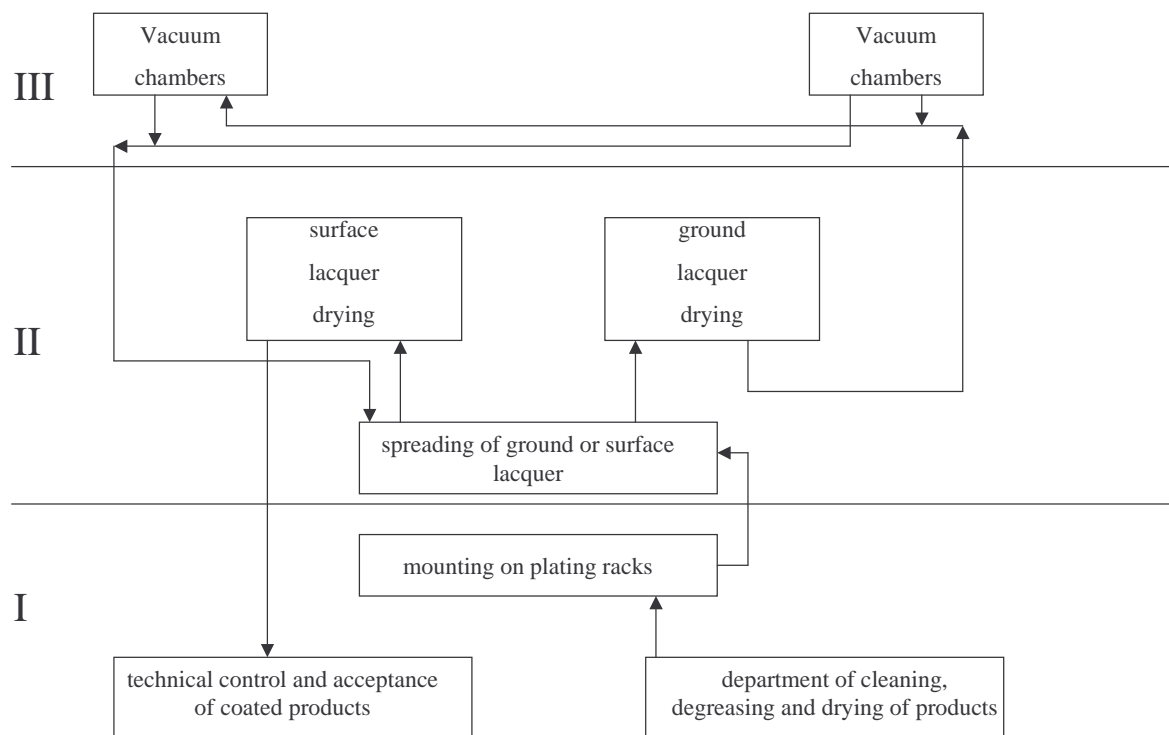 III
Vacuum
chambers
Vacuum
chambers
II
surface
lacquer
drying
ground
lacquer
drying
spreading of ground or surface
lacquer
I
mounting on plating racks
technical control and acceptance
of coated products
department of cleaning,
degreasing and drying of products